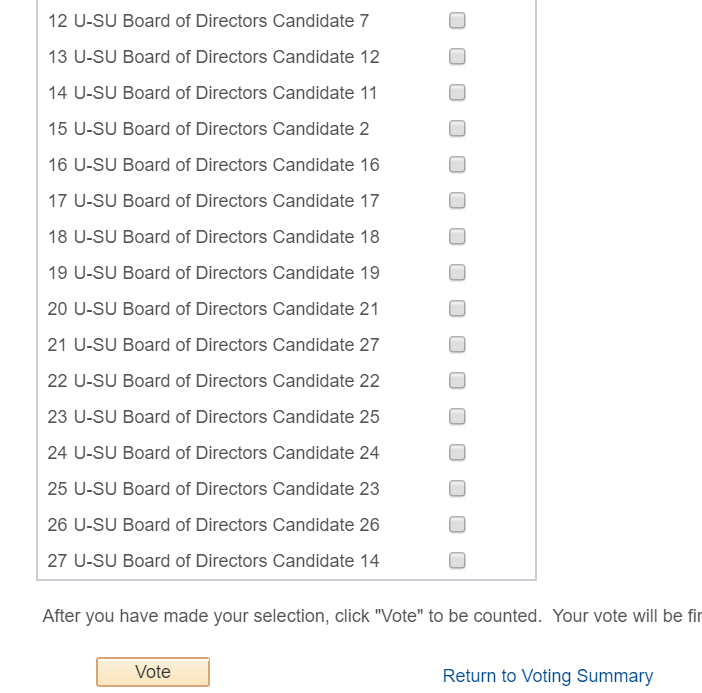 12 U-SU Board of Directors Candidate 7
13 U-SU Board of Directors Candidate 12
14 U-SU Board of Directors Candidate 11
15 U-SU Board of Directors Candidate 2
16 U-SU Board of Directors Candidate 16
17 U-SU Board of Directors Candidate 17
18 U-SU Board of Directors Candidate 18
19 U-SU Board of Directors Candidate 19
20 U-SU Board of Directors Candidate 21
21 U-SU Board of Directors Candidate 27
22 U-SU Board of Directors Candidate 22
23 U-SU Board of Directors Candidate 25
24 U-SU Board of Directors Candidate 24
25 U-SU Board of Directors Candidate 23
26 U-SU Board of Directors Candidate 26
27 U-SU Board of Directors Candidate 14
After you have made your selection, click "Vote" to be counted.  Your vote will be
Vote
Return to Voting Summary